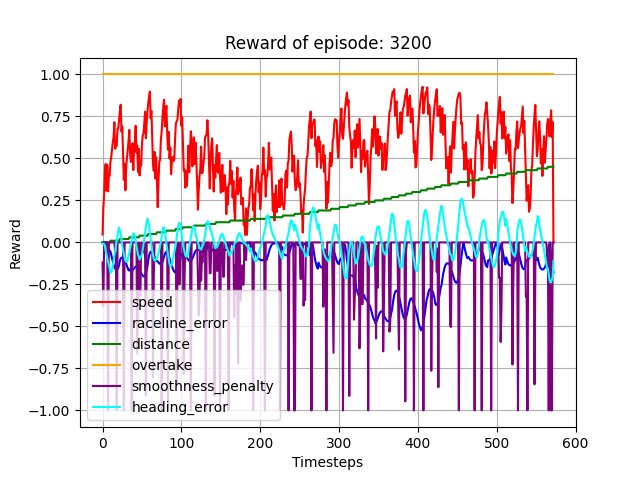 Reward of episode: 3200
1.00
0.75
0.50
0.25
0.00
−0.25
−0.50
−0.75
−1.00
Reward
speed
raceline_error
distance
overtake
smoothness_penalty
heading_error
0 100 200 300 400 500 600
Timesteps